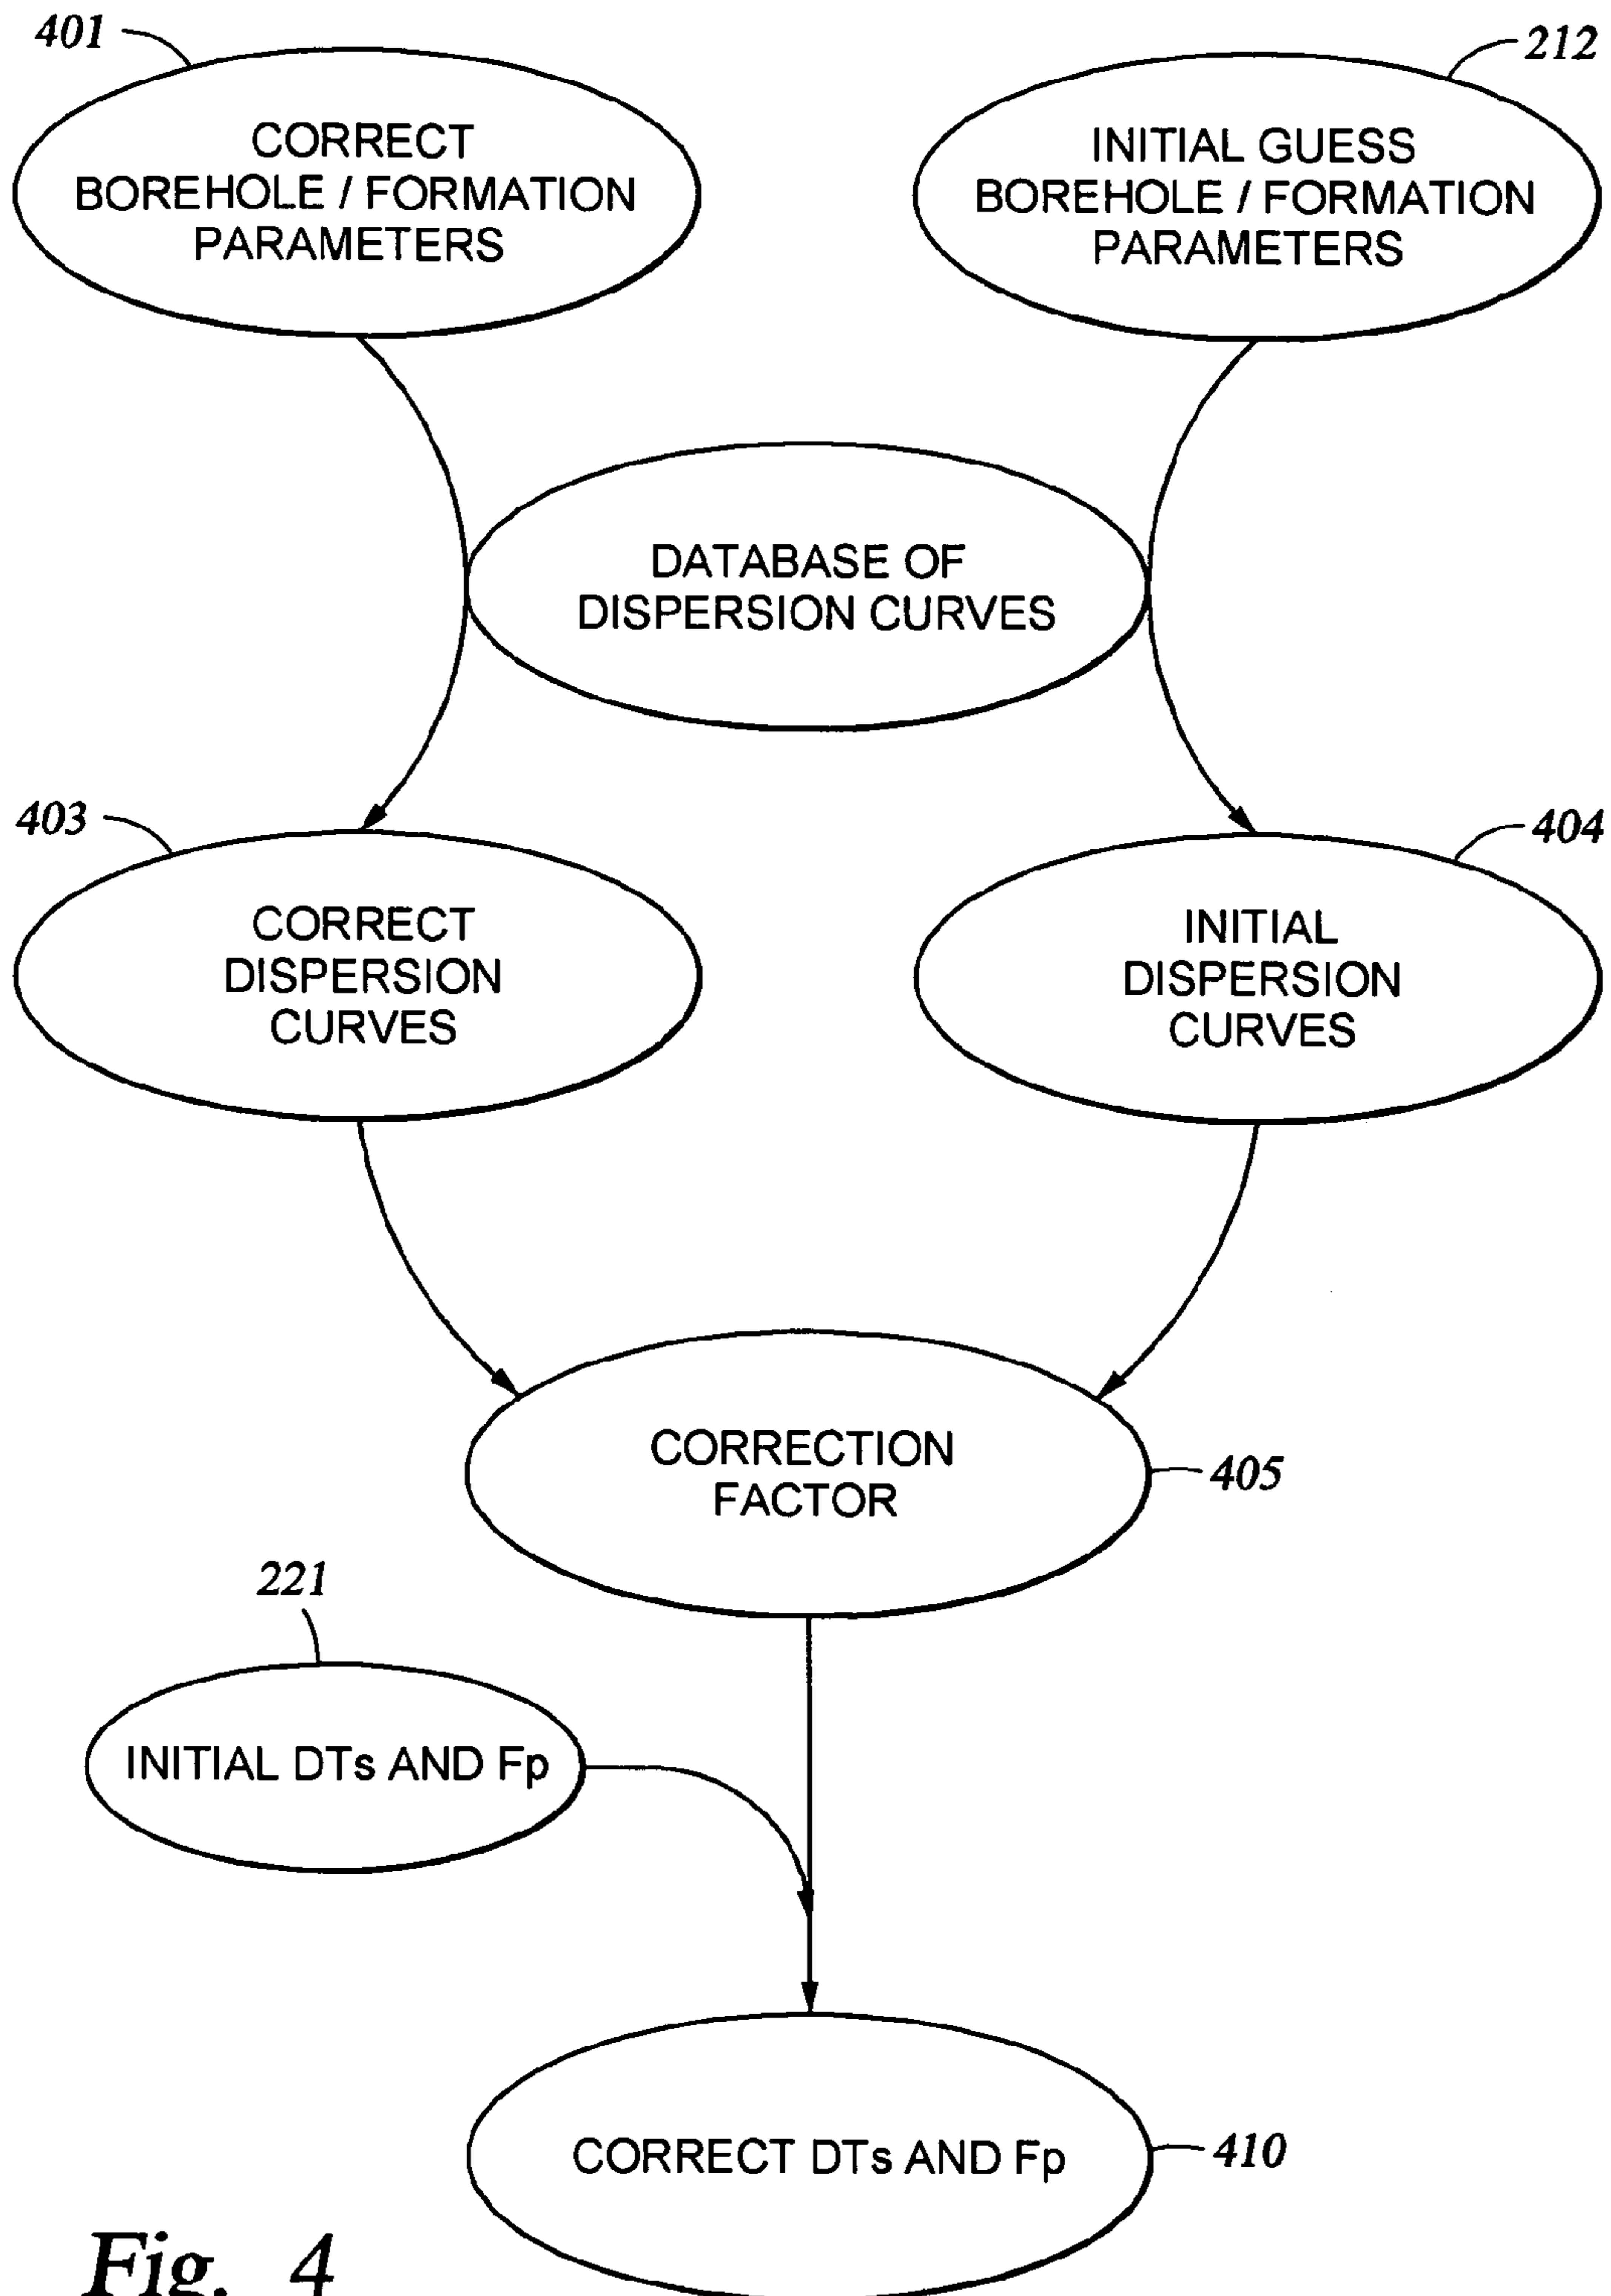 401
CORRECT
BOREHOLE / FORMATION
PARAMETERS
212
INITIAL GUESS
BOREHOLE / FORMATION
PARAMETERS
DATABASE OF
DISPERSION CURVES
403
CORRECT
DISPERSION
CURVES
404
INITIAL
DISPERSION
CURVES
CORRECTION
FACTOR
405
221
INITIAL DTs AND Fp
CORRECT DTs AND Fp
410
Fig. 4